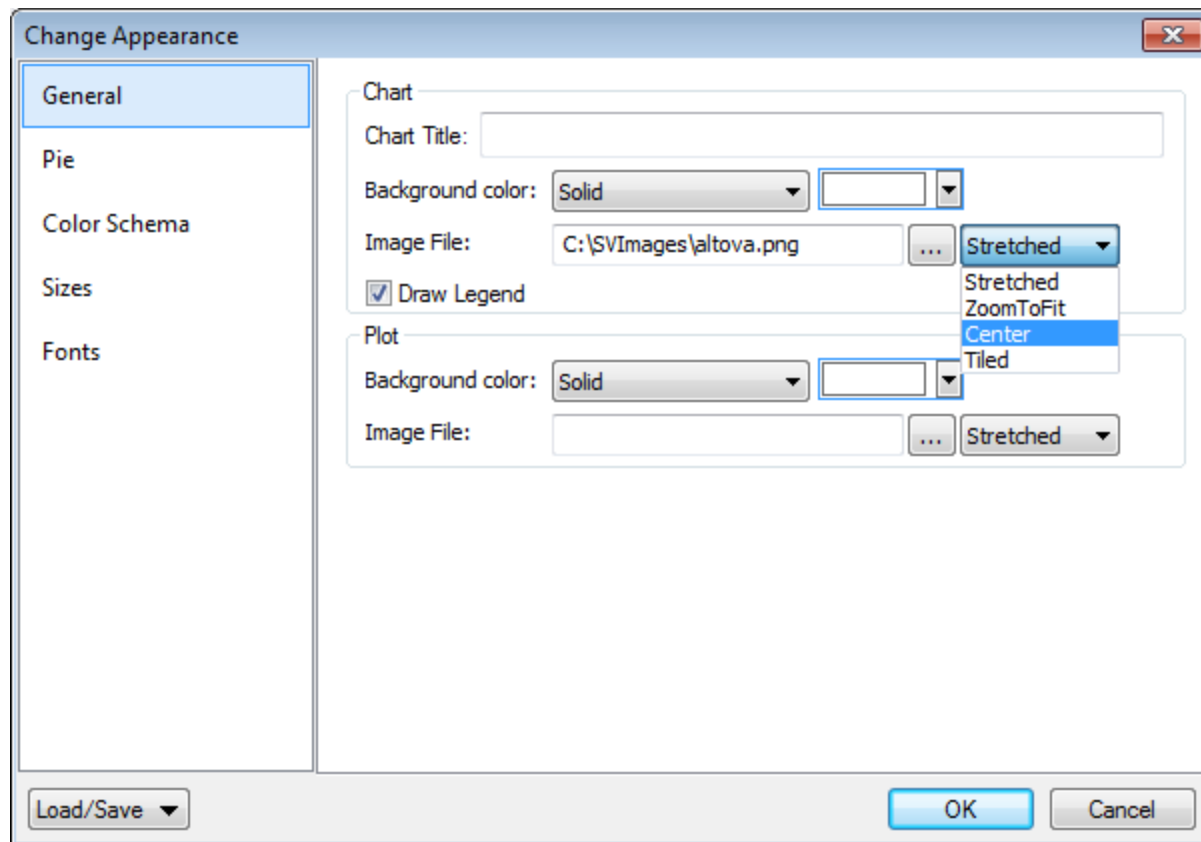 Change Appearance
General
Pie
Color Schema
Sizes
Fonts
Chart
Chart Title:
Background color: Solid
Image File: C:\SVImages\altova.png ... Stretched
Stretched
ZoomToFit
Center
Tiled
Draw Legend
Plot
Background color: Solid
Image File: ... Stretched
Load/Save OK Cancel